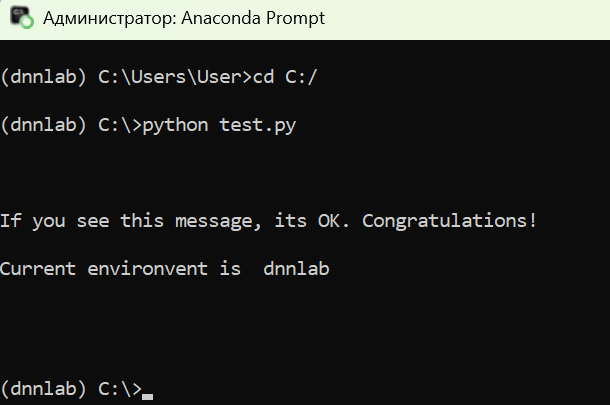 Администратор: Anaconda Prompt
(dnnlab) C:\Users\User>cd C:/
(dnnlab) C:\>python test.py
If you see this message, its OK. Congratulations!
Current environvent is  dnnlab
(dnnlab) C:\>